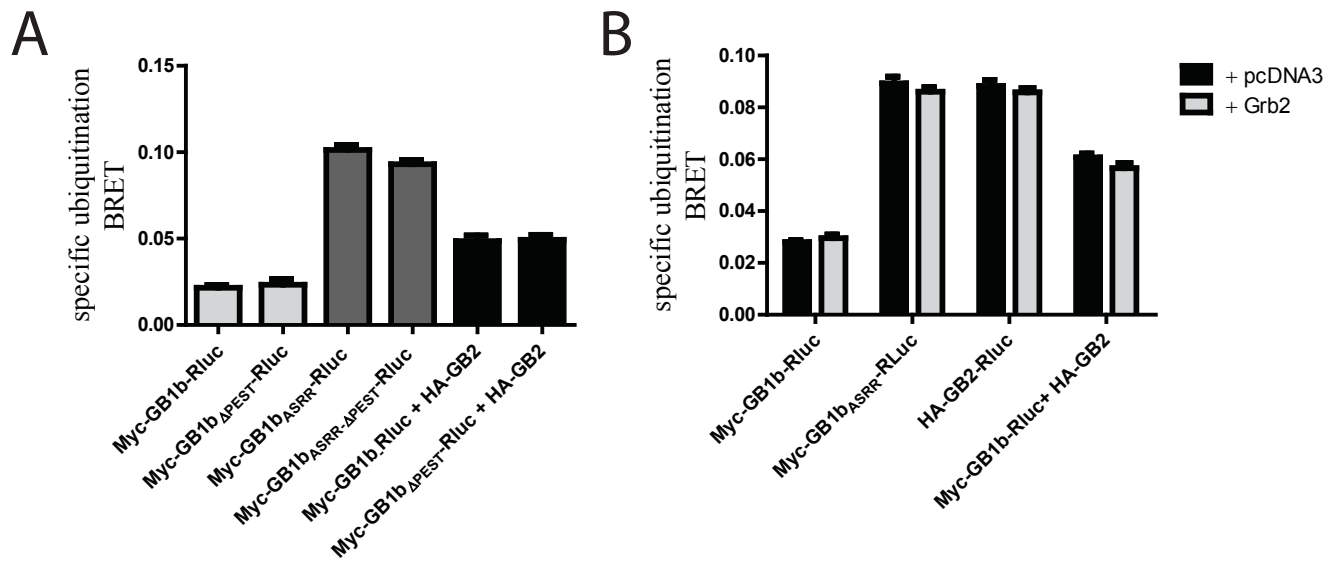 A
specific ubiquitination
BRET
0.15
0.10
0.05
0.00
Myc-GB1b-Rluc
Myc-GB1bΔPEST-Rluc
Myc-GB1bASRR-Rluc
Myc-GB1bASRR-ΔPEST-Rluc
Myc-GB1b-Rluc + HA-GB2
Myc-GB1bΔPEST-Rluc + HA-GB2
B
specific ubiquitination
BRET
0.10
0.08
0.06
0.04
0.02
0.00
Myc-GB1b-Rluc
Myc-GB1bASRR-RLuc
HA-GB2-Rluc
Myc-GB1b-Rluc+ HA-GB2
+ pcDNA3
+ Grb2